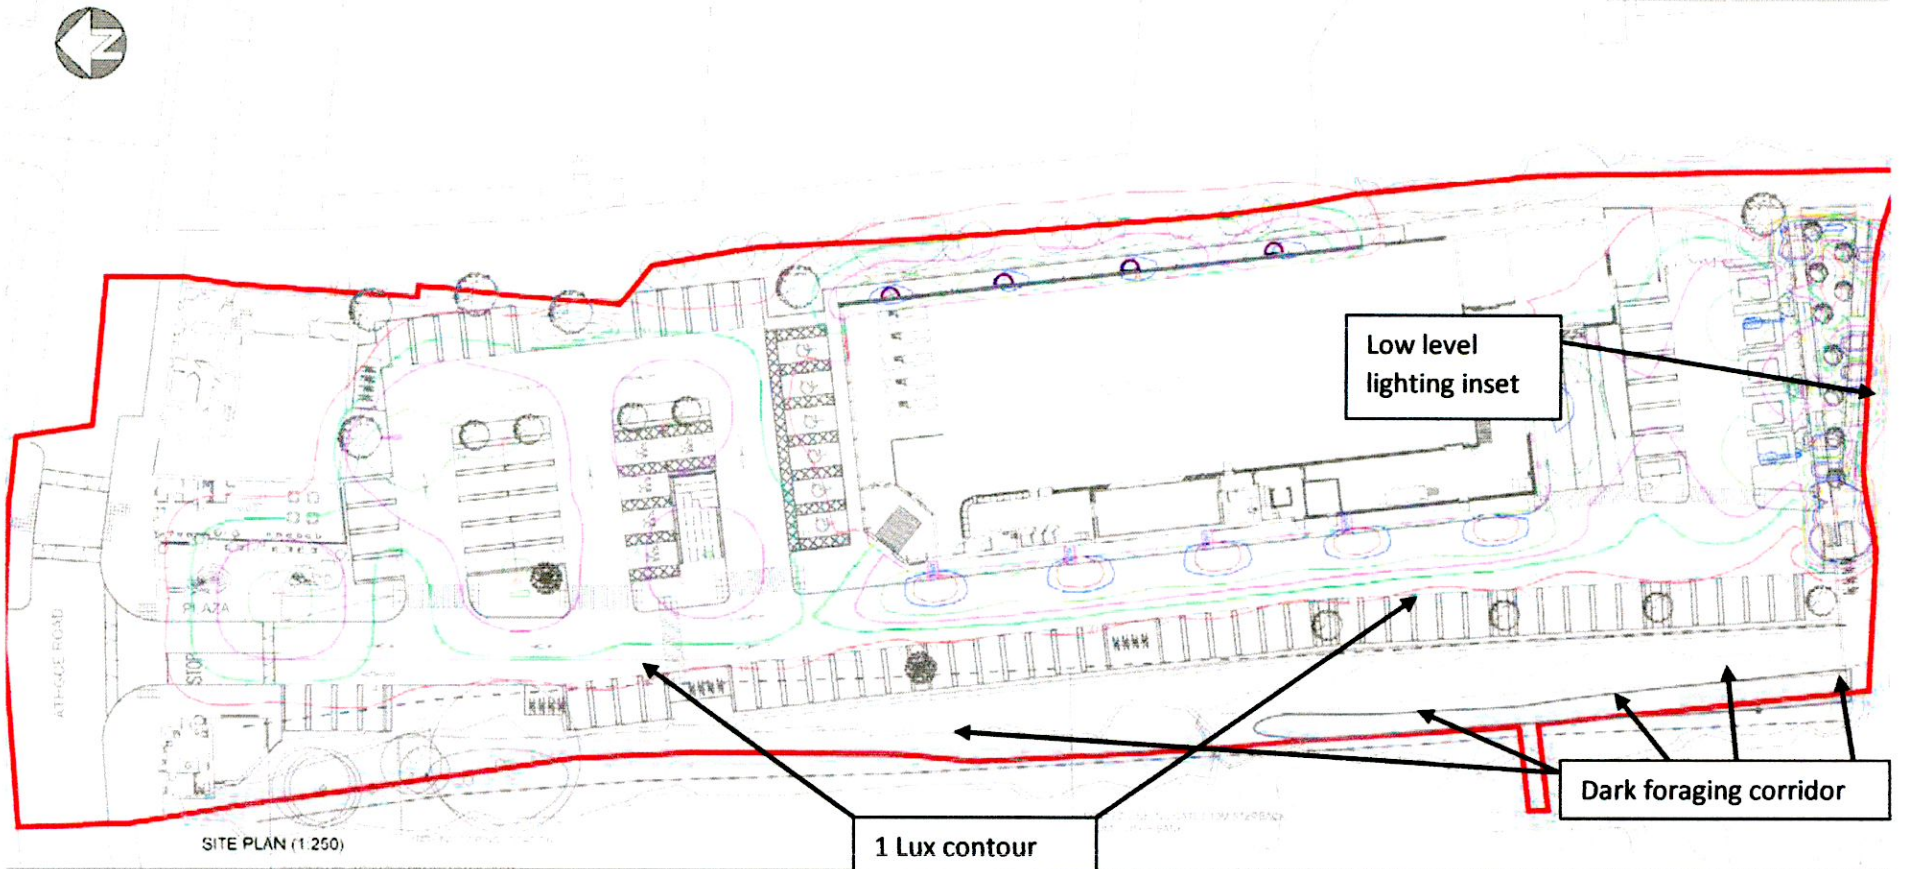 N
Low level
lighting inset
PLAZA
STOP
Dark foraging corridor
SITE PLAN (1:250)
1 Lux contour